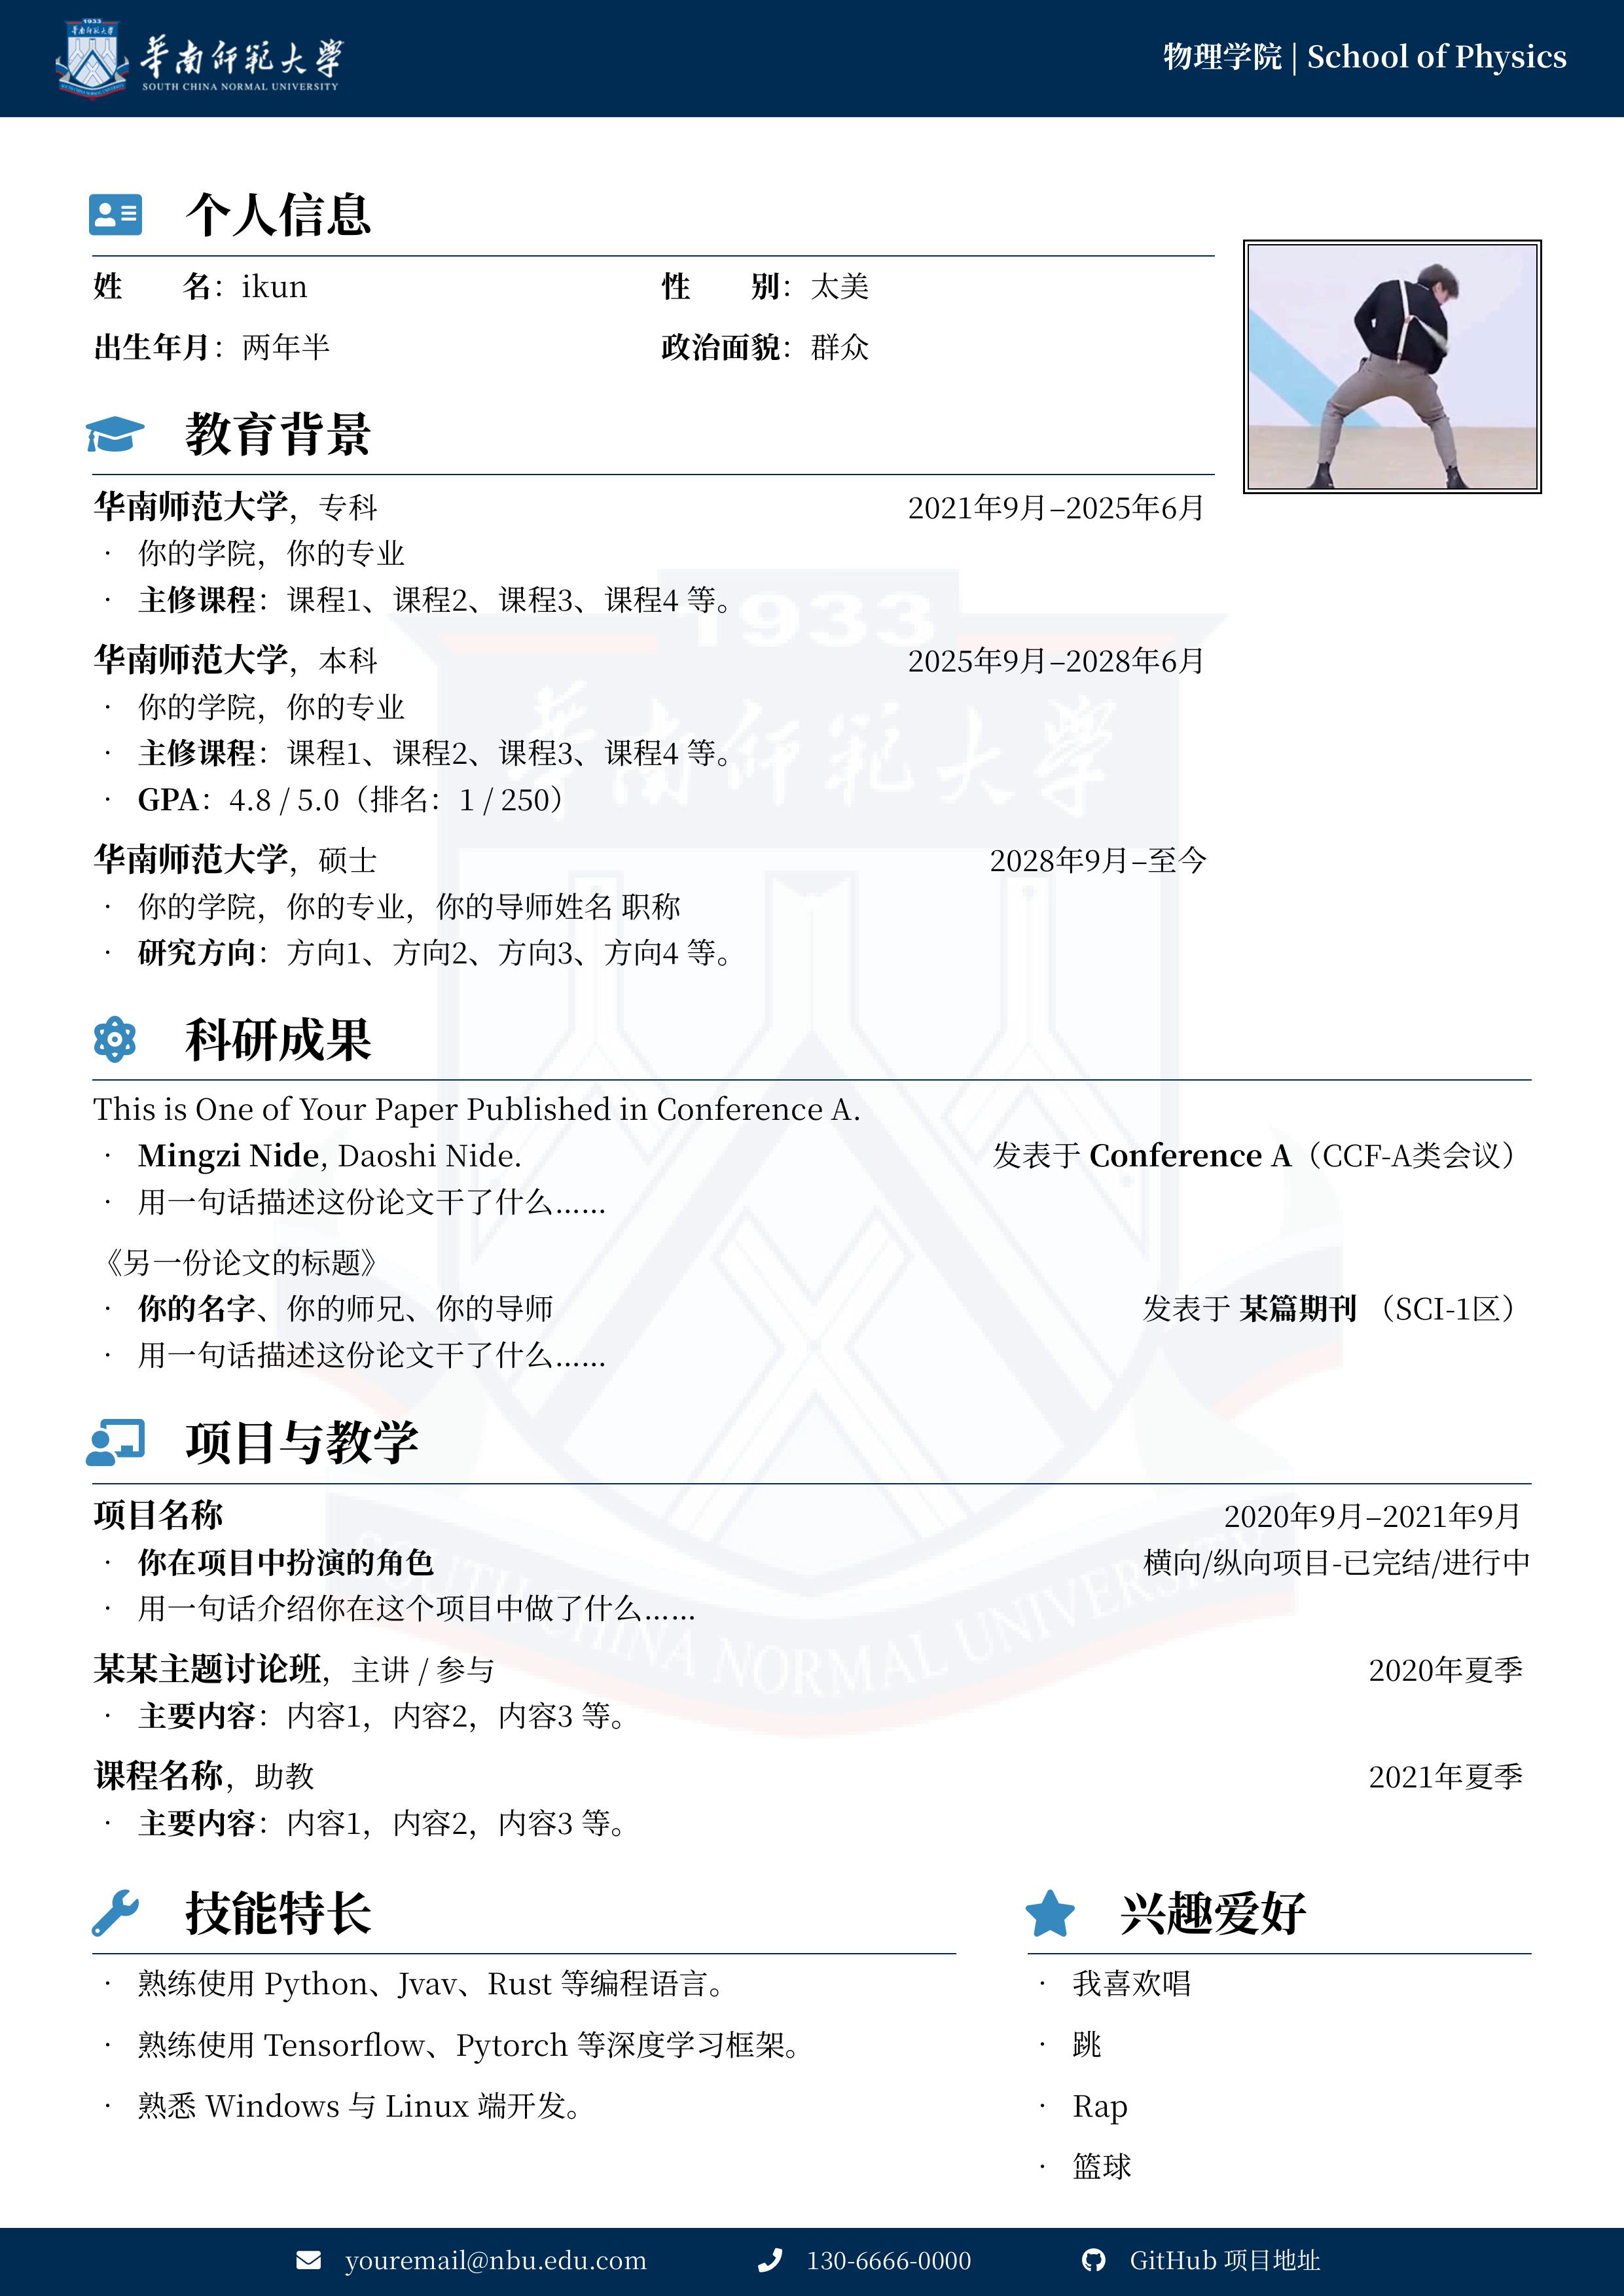 1933
華南師範大學
SOUTH CHINA NORMAL UNIVERSITY
物理学院 | School of Physics
个人信息
姓 名：ikun 性 别：太美
出生年月：两年半 政治面貌：群众
教育背景
华南师范大学，专科 2021年9月–2025年6月
· 你的学院，你的专业
· 主修课程：课程1、课程2、课程3、课程4 等。
华南师范大学，本科 2025年9月–2028年6月
· 你的学院，你的专业
· 主修课程：课程1、课程2、课程3、课程4 等。
· GPA：4.8 / 5.0（排名：1 / 250）
华南师范大学，硕士 2028年9月–至今
· 你的学院，你的专业，你的导师姓名 职称
· 研究方向：方向1、方向2、方向3、方向4 等。
1933
華南師範大學
SOUTH CHINA NORMAL UNIVERSITY
科研成果
This is One of Your Paper Published in Conference A.
· Mingzi Nide, Daoshi Nide. 发表于 Conference A（CCF-A类会议）
· 用一句话描述这份论文干了什么……
《另一份论文的标题》
· 你的名字、你的师兄、你的导师 发表于 某篇期刊 （SCI-1区）
· 用一句话描述这份论文干了什么……
项目与教学
项目名称 2020年9月–2021年9月
· 你在项目中扮演的角色 横向/纵向项目-已完结/进行中
· 用一句话介绍你在这个项目中做了什么……
某某主题讨论班，主讲 / 参与 2020年夏季
· 主要内容：内容1，内容2，内容3 等。
课程名称，助教 2021年夏季
· 主要内容：内容1，内容2，内容3 等。
技能特长
· 熟练使用 Python、Jvav、Rust 等编程语言。
· 熟练使用 Tensorflow、Pytorch 等深度学习框架。
· 熟悉 Windows 与 Linux 端开发。
兴趣爱好
· 我喜欢唱
· 跳
· Rap
· 篮球
youremail@nbu.edu.com 130-6666-0000 GitHub 项目地址